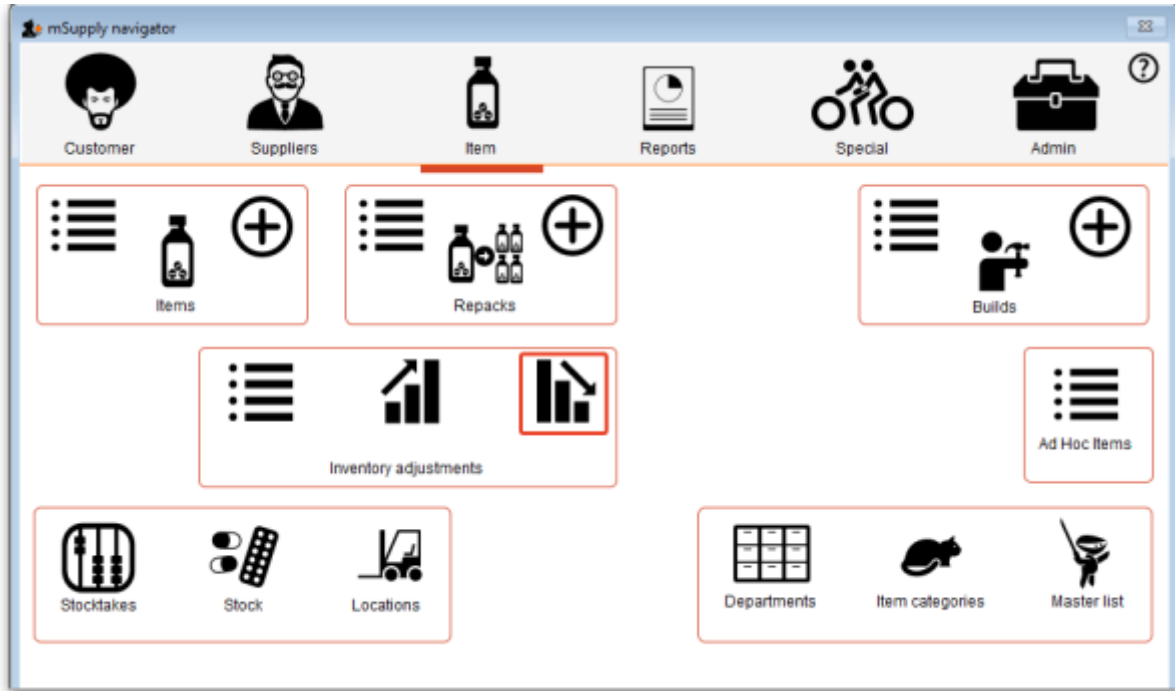 mSupply navigator
Customer
Suppliers
Item
Reports
Special
Admin
?
Items
Repacks
Builds
Inventory adjustments
Ad Hoc Items
Stocktakes
Stock
Locations
Departments
Item categories
Master list